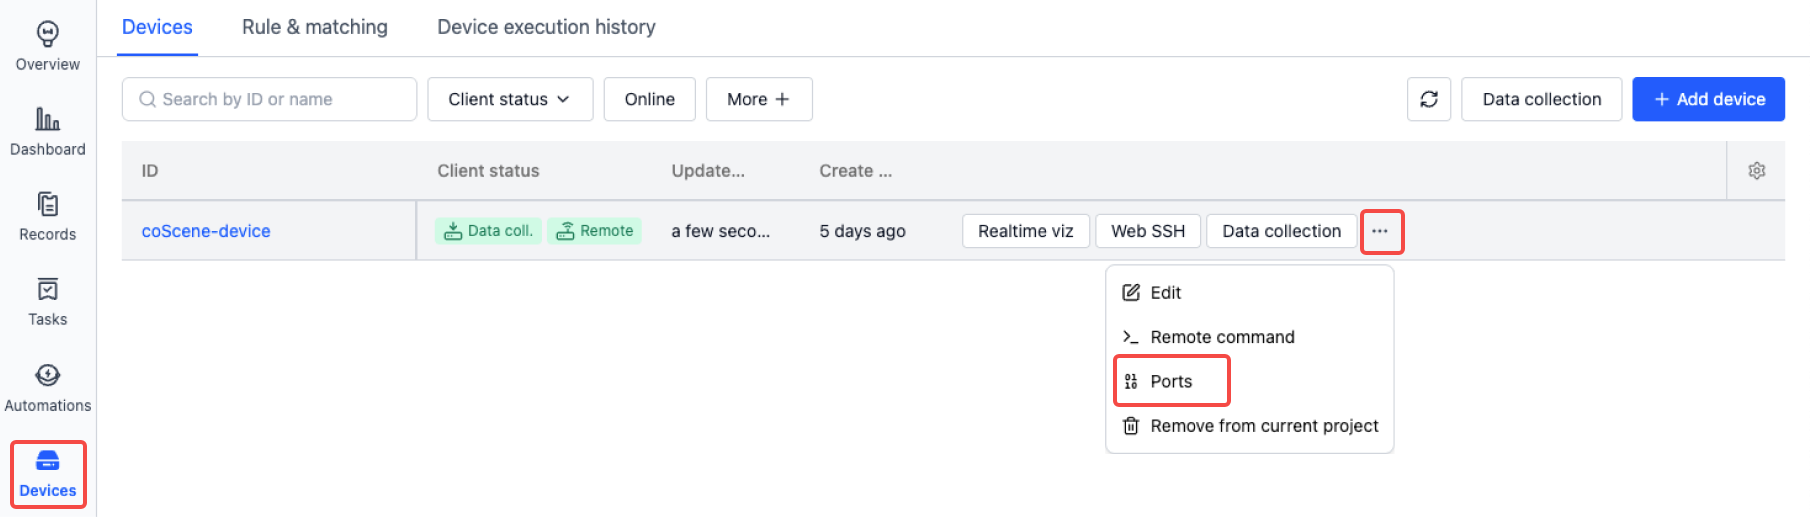 Overview
Dashboard
Records
Tasks
Automations
Devices
Devices Rule & matching Device execution history
Search by ID or name Client status Online More + Data collection + Add device
ID Client status Update... Create ...
coScene-device Data coll. Remote a few seco... 5 days ago Realtime viz Web SSH Data collection ...
Edit
Remote command
Ports
Remove from current project